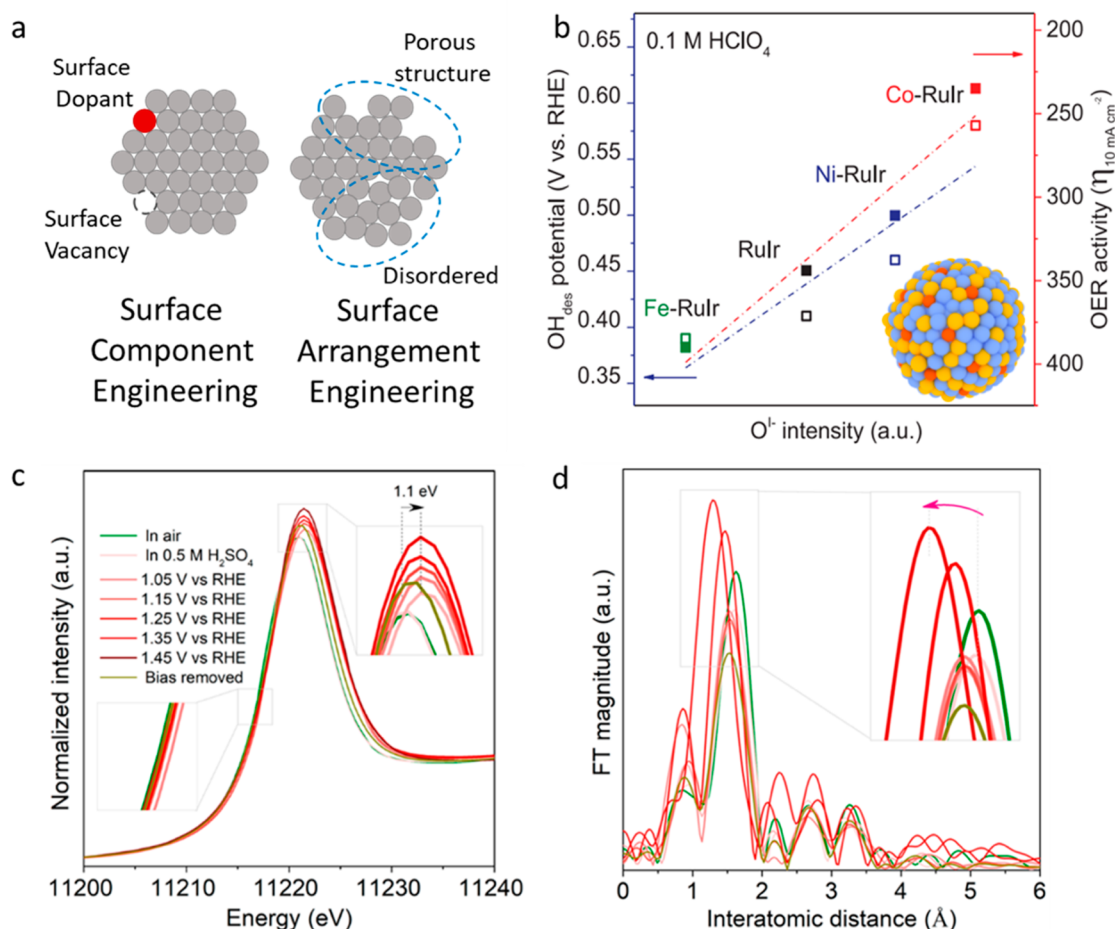 a
Surface
Dopant
Porous
structure
Surface
Vacancy
Disordered
Surface
Component
Engineering
Surface
Arrangement
Engineering
b
0.1 M HClO4
OHdes potential (V vs. RHE)
0.65
0.60
0.55
0.50
0.45
0.40
0.35
Co-RuIr
Ni-RuIr
RuIr
Fe-RuIr
200
250
300
350
400
OER activity (η10 mA cm-2)
O^I- intensity (a.u.)
c
Normalized intensity (a.u.)
In air
In 0.5 M H2SO4
1.05 V vs RHE
1.15 V vs RHE
1.25 V vs RHE
1.35 V vs RHE
1.45 V vs RHE
Bias removed
1.1 eV
11200 11210 11220 11230 11240
Energy (eV)
d
FT magnitude (a.u.)
0 1 2 3 4 5 6
Interatomic distance (Å)